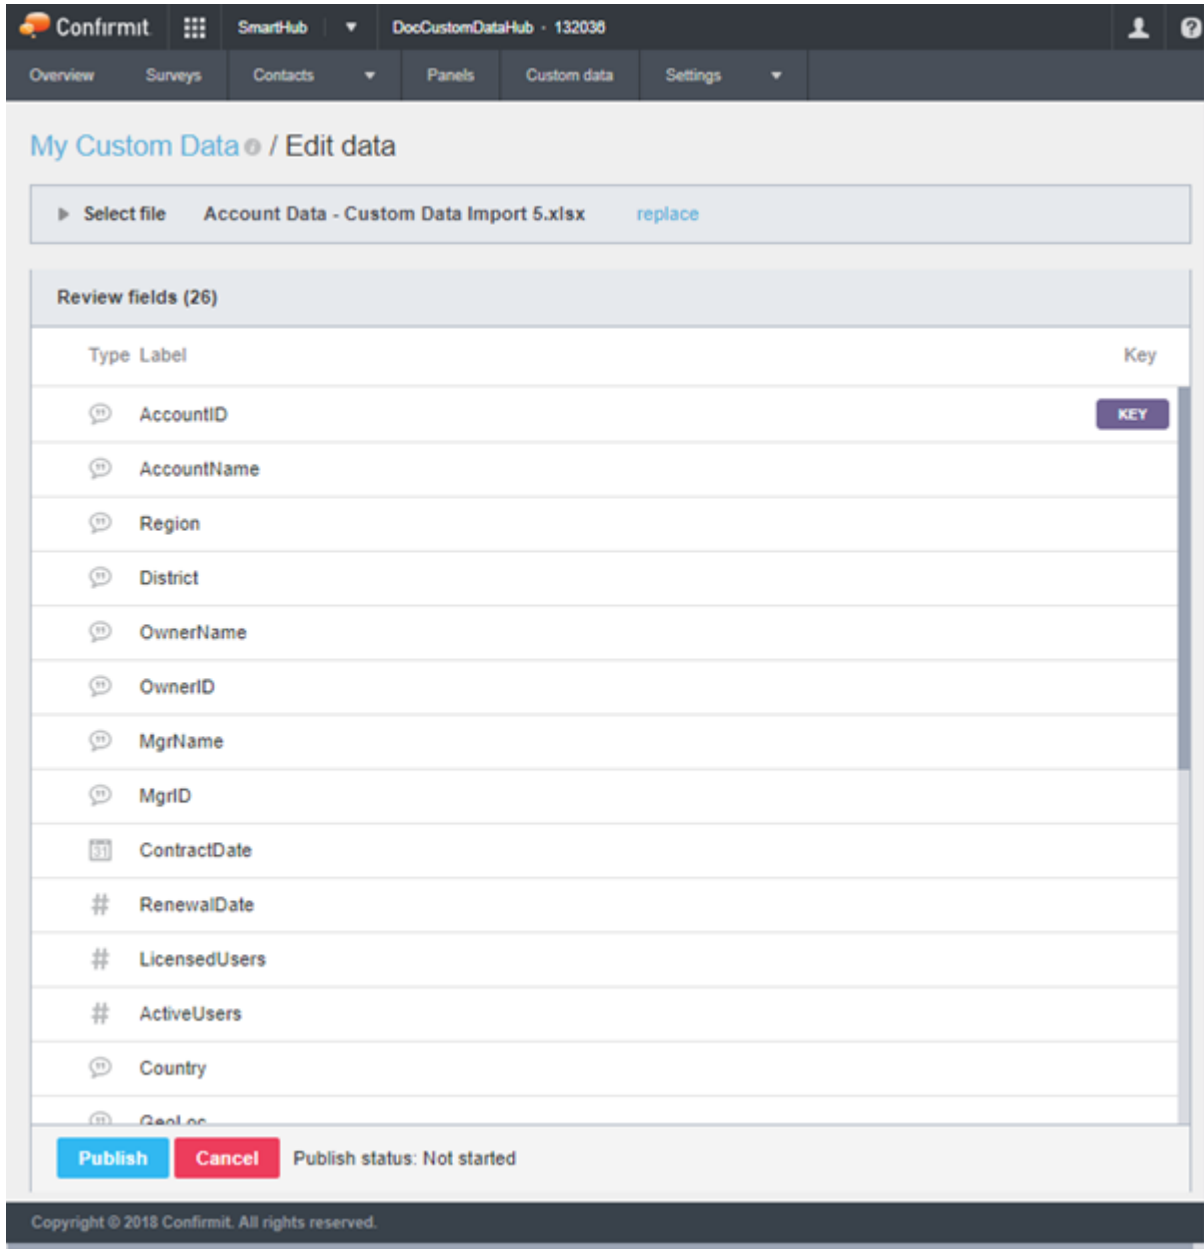 Confirmit SmartHub DocCustomDataHub - 132036
Overview Surveys Contacts Panels Custom data Settings
My Custom Data / Edit data
Select file Account Data - Custom Data Import 5.xlsx replace
Review fields (26)
Type Label Key
AccountID KEY
AccountName
Region
District
OwnerName
OwnerID
MgrName
MgrID
31 ContractDate
# RenewalDate
# LicensedUsers
# ActiveUsers
Country
GeoLoc
Publish Cancel Publish status: Not started
Copyright © 2018 Confirmit. All rights reserved.